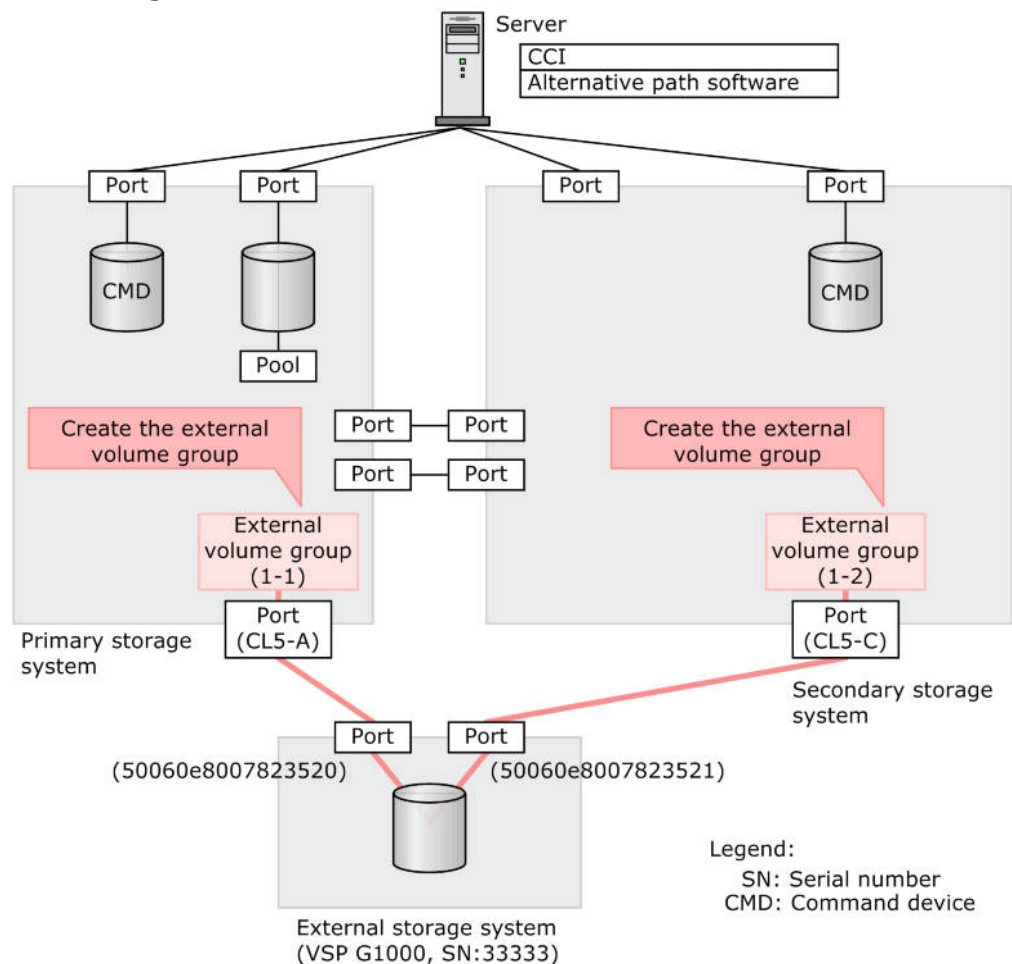 Server
CCI
Alternative path software
Port
Port
Port
Port
CMD
CMD
Pool
Create the external
volume group
Port
Port
Create the external
volume group
Port
Port
External
volume group
(1-1)
External
volume group
(1-2)
Port
(CL5-A)
Port
(CL5-C)
Primary storage
system
Secondary storage
system
Port
Port
(50060e8007823520)
(50060e8007823521)
Legend:
SN: Serial number
CMD: Command device
External storage system
(VSP G1000, SN:33333)